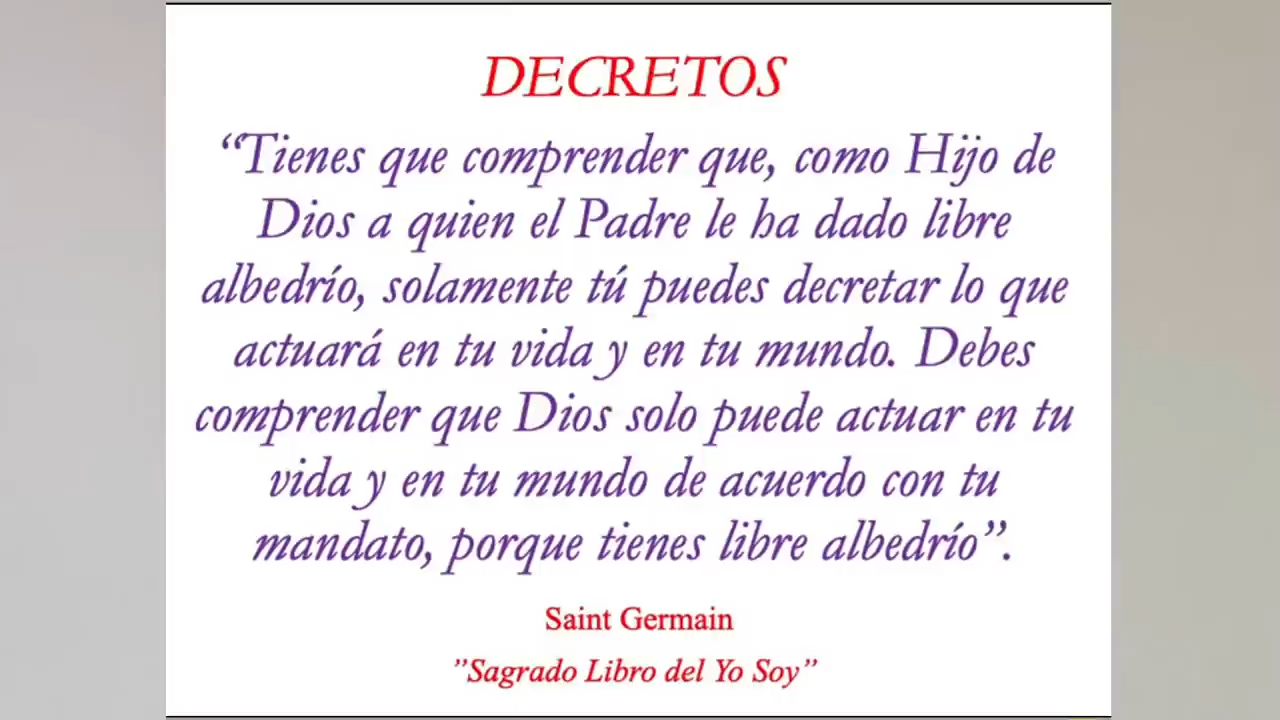 DECRETOS
“Tienes que comprender que, como Hijo de
Dios a quien el Padre le ha dado libre
albedrío, solamente tú puedes decretar lo que
actuará en tu vida y en tu mundo. Debes
comprender que Dios solo puede actuar en tu
vida y en tu mundo de acuerdo con tu
mandato, porque tienes libre albedrío”.
Saint Germain
”Sagrado Libro del Yo Soy”